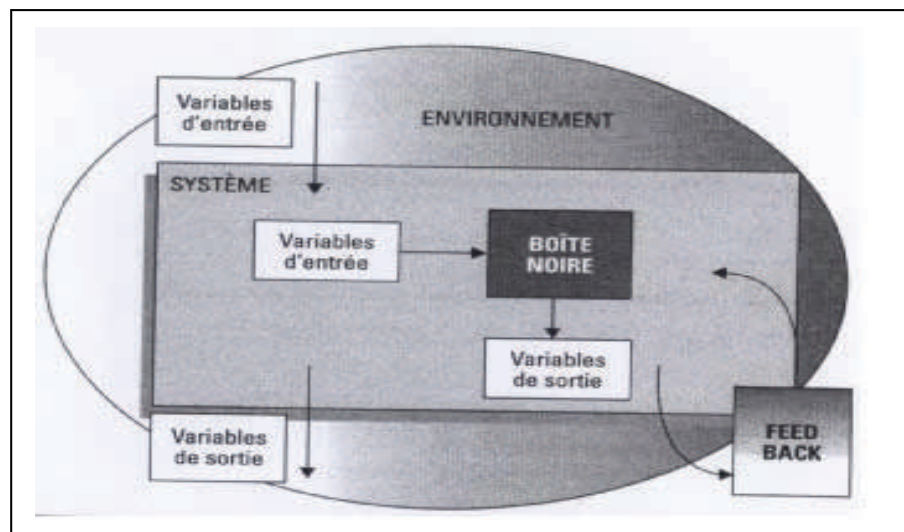 Variables
d'entrée
ENVIRONNEMENT
SYSTÈME
Variables
d'entrée
BOÎTE
NOIRE
Variables
de sortie
Variables
de sortie
FEED
BACK